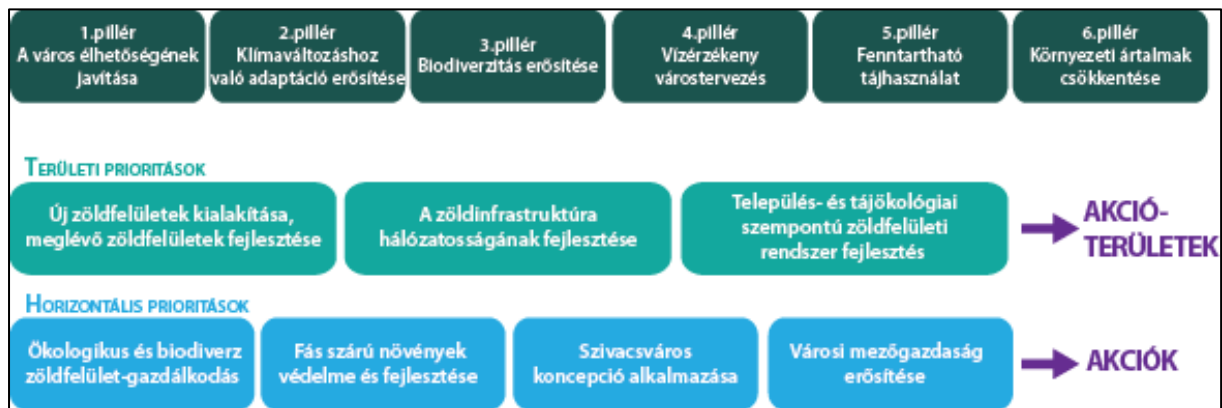 1.pillér
A város élhetőségének
javítása
2.pillér
Klímaváltozáshoz
való adaptáció erősítése
3.pillér
Biodiverzitás erősítése
4.pillér
Vízérzékeny
várostervezés
5.pillér
Fenntartható
tájhasználat
6.pillér
Környezeti ártalmak
csökkentése
TERÜLETI PRIORITÁSOK
Új zöldfelületek kialakítása,
meglévő zöldfelületek fejlesztése
A zöldinfrastruktúra
hálózatosságának fejlesztése
Település- és tájökológiai
szempontú zöldfelületi
rendszer fejlesztés
AKCIÓ-
TERÜLETEK
HORIZONTÁLIS PRIORITÁSOK
Ökologikus és biodiverz
zöldfelület-gazdálkodás
Fás szárú növények
védelme és fejlesztése
Szivacsváros
koncepció alkalmazása
Városi mezőgazdaság
erősítése
AKCIÓK